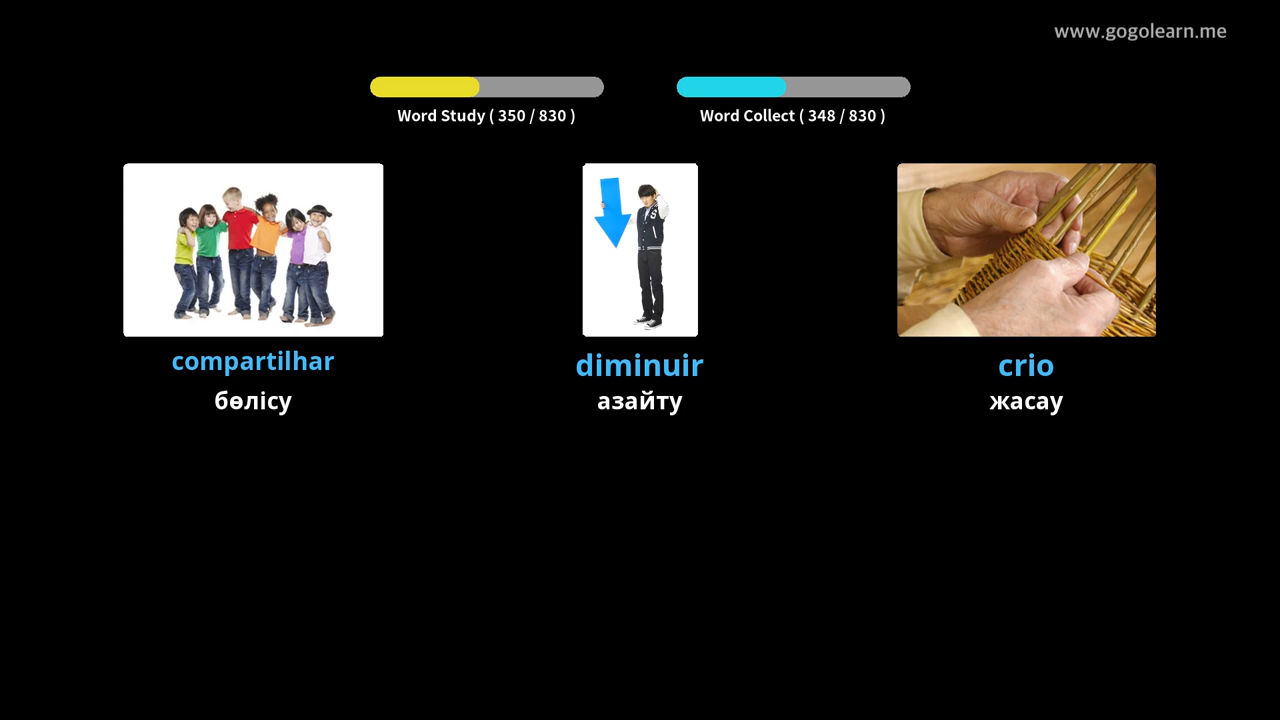 www.gogolearn.me
Word Study ( 350 / 830 )
Word Collect ( 348 / 830 )
compartilhar
diminuir
crio
бөлісу
азайту
жасау